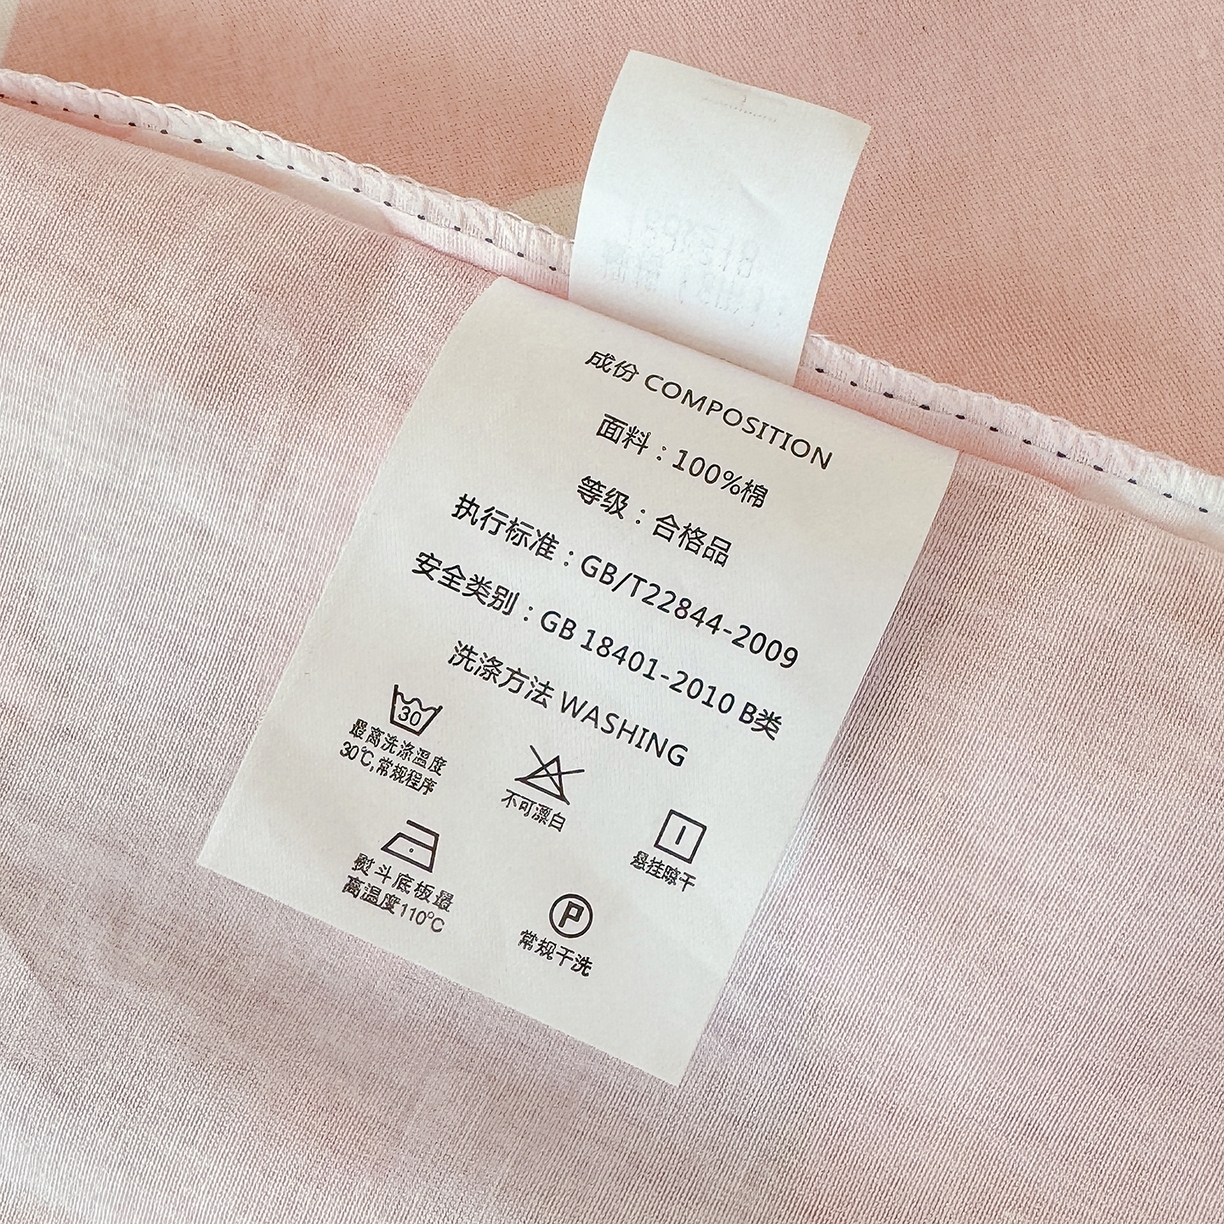 成份 COMPOSITION
面料：100%棉
等级：合格品
执行标准：GB/T22844-2009
安全类别：GB 18401-2010 B类
洗涤方法 WASHING
30
最高洗涤温度
30℃,常规程序
不可漂白
悬挂晾干
熨斗底板最
高温度110℃
P
常规干洗